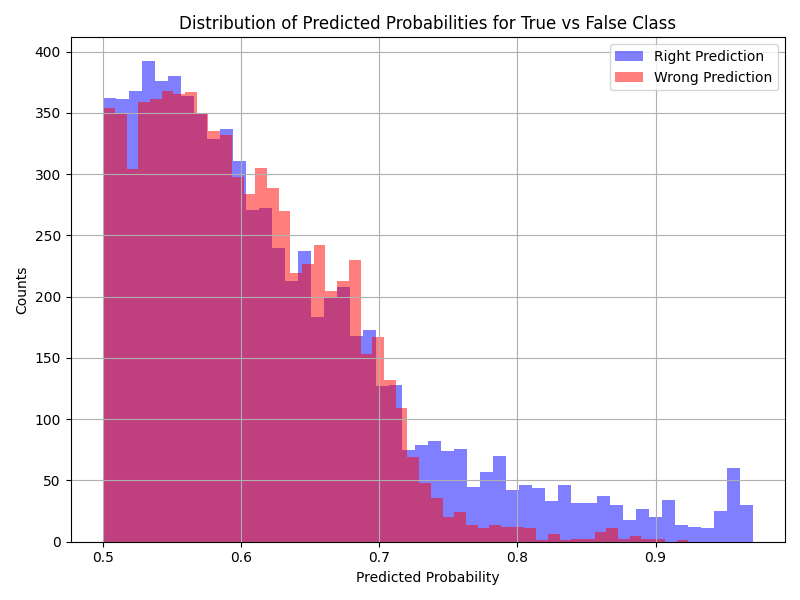 Distribution of Predicted Probabilities for True vs False Class
Right Prediction
Wrong Prediction
Counts
400
350
300
250
200
150
100
50
0
0.5 0.6 0.7 0.8 0.9
Predicted Probability